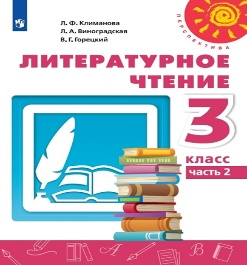 Л. Ф. Климанова
Л. А. Виноградская
В. Г. Горецкий
ПЕРСПЕКТИВА
ЛИТЕРАТУРНОЕ
ЧТЕНИЕ
3
класс
часть 2